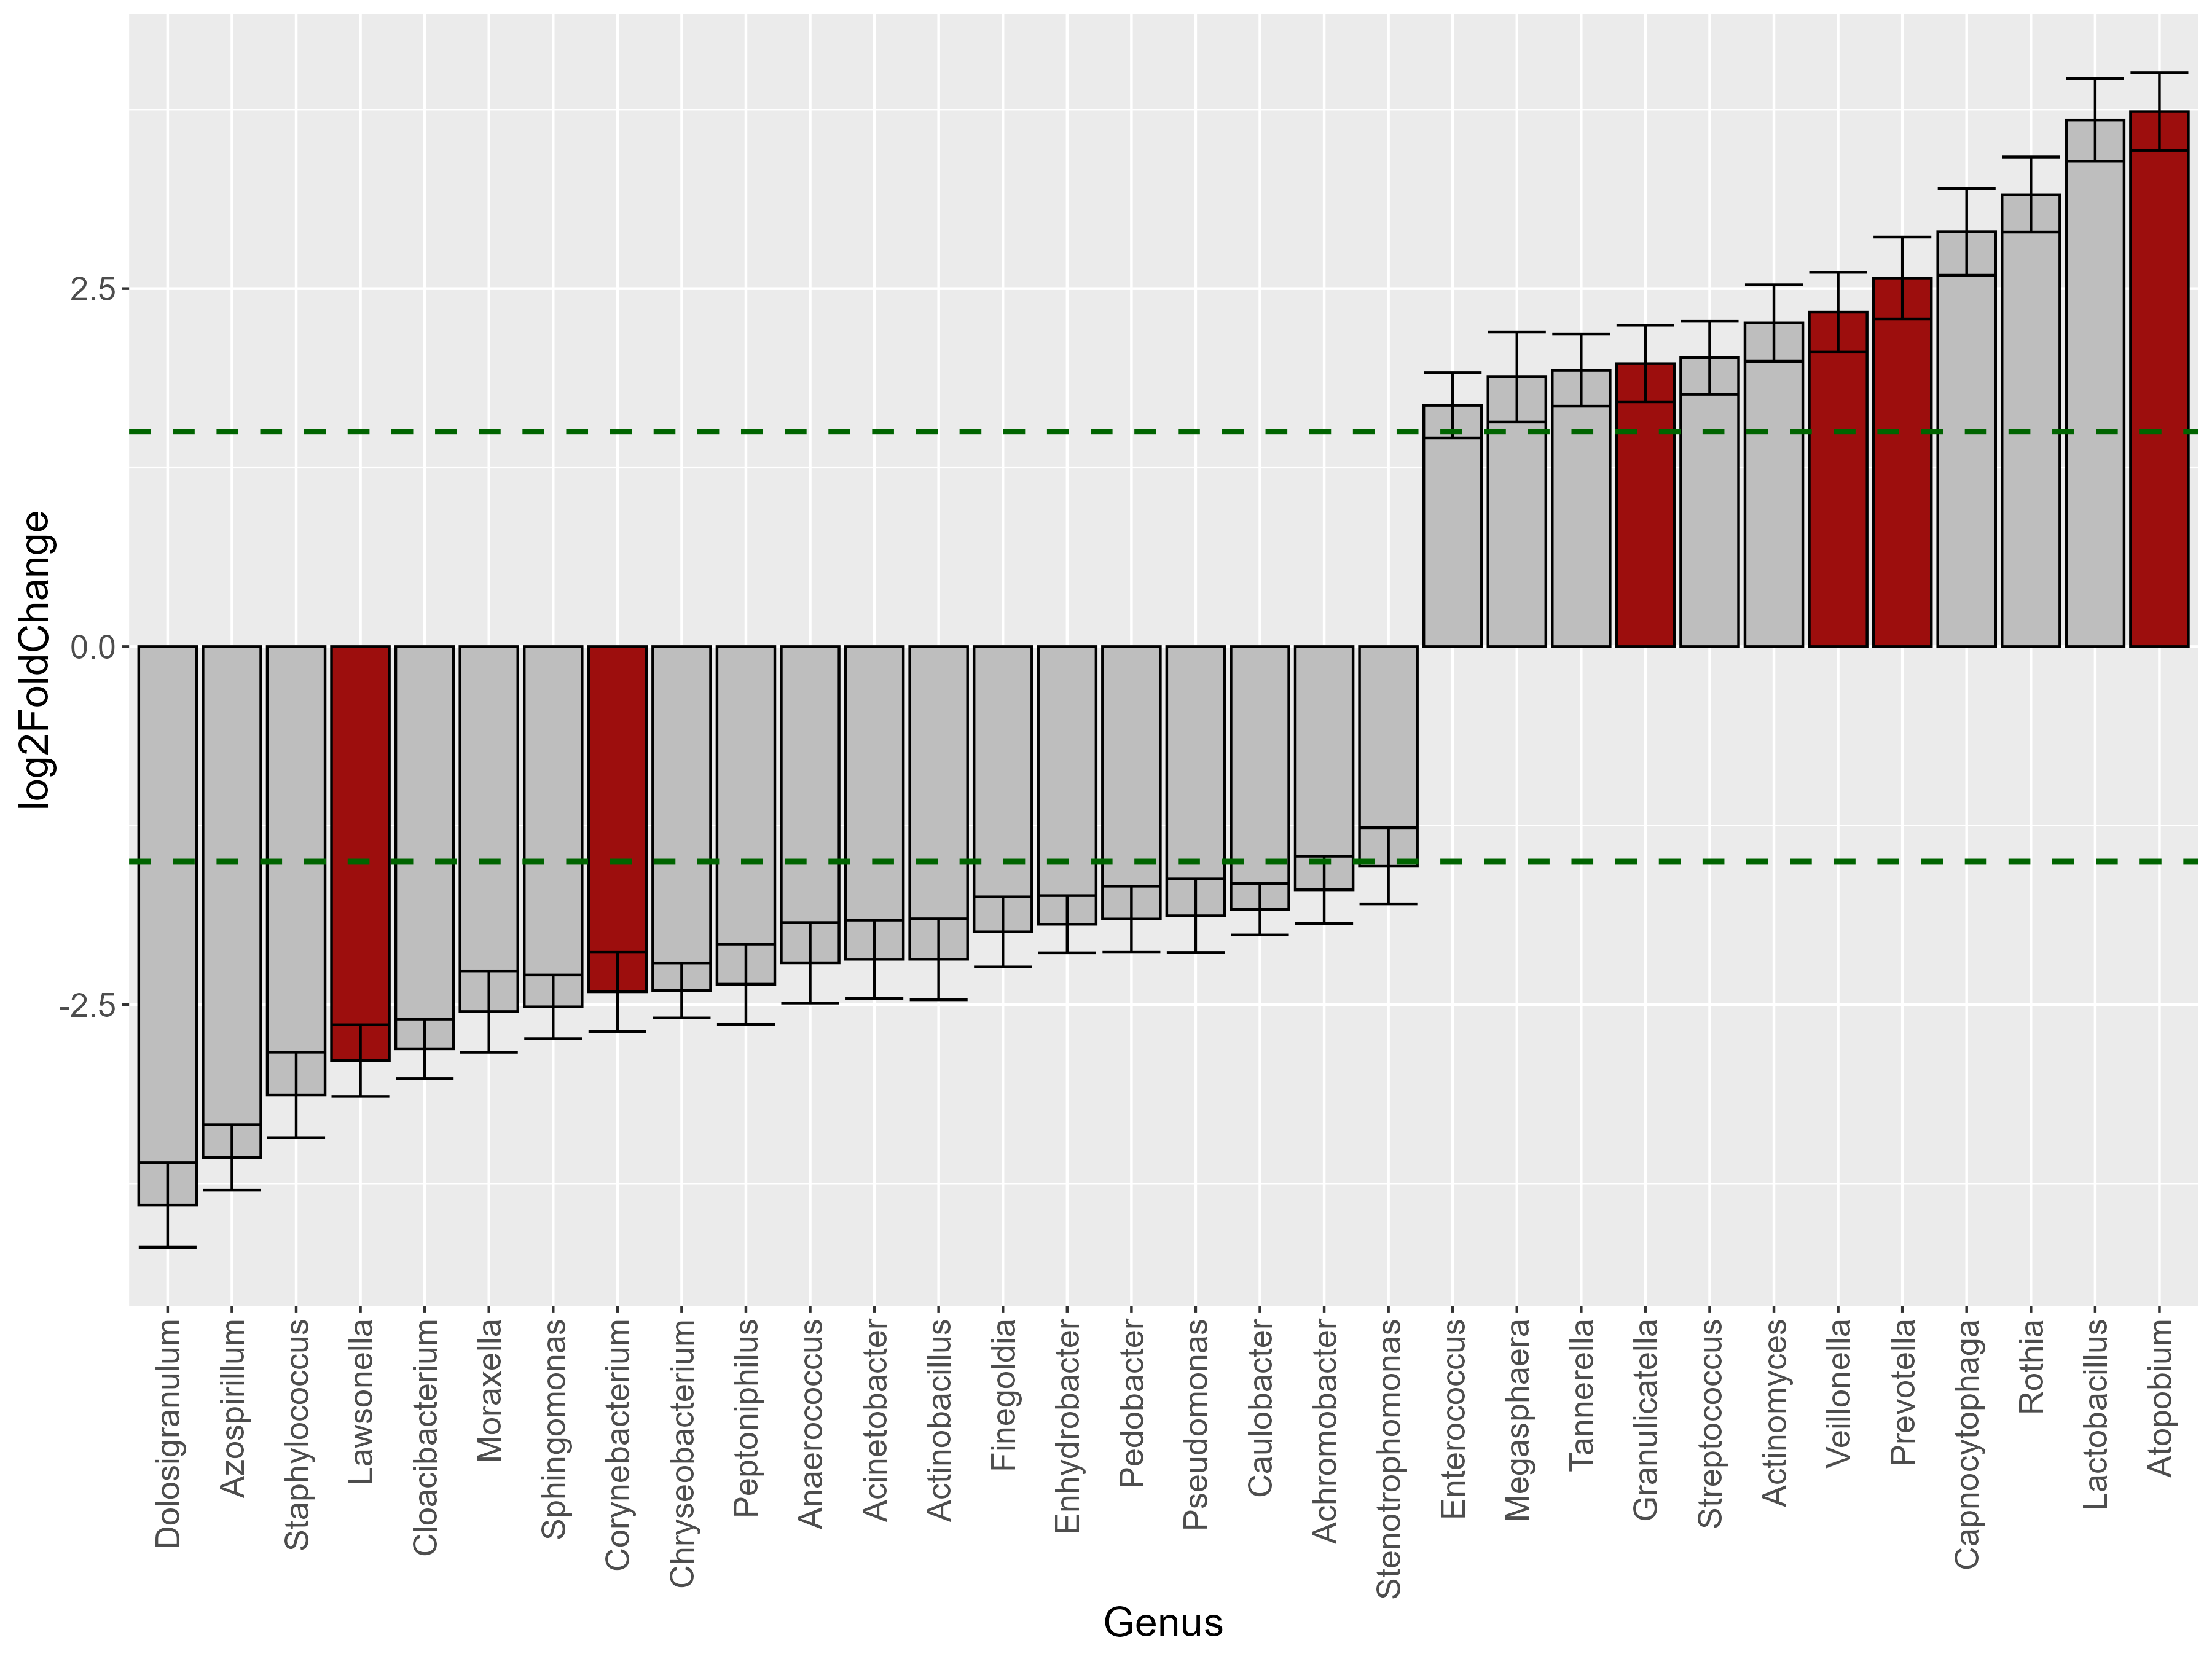 log2FoldChange
2.5
0.0
-2.5
Dolosigranulum
Azospirillum
Staphylococcus
Lawsonella
Cloacibacterium
Moraxella
Sphingomonas
Corynebacterium
Chryseobacterium
Peptoniphilus
Anaerococcus
Acinetobacter
Actinobacillus
Finegoldia
Enhydrobacter
Pedobacter
Pseudomonas
Caulobacter
Achromobacter
Stenotrophomonas
Enterococcus
Megasphaera
Tannerella
Granulicatella
Streptococcus
Actinomyces
Veillonella
Prevotella
Capnocytophaga
Rothia
Lactobacillus
Atopobium
Genus